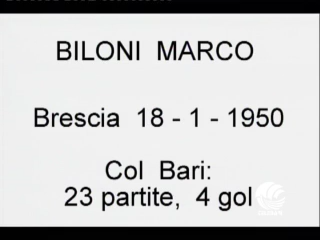 BILONI MARCO
Brescia 18 - 1 - 1950
Col Bari:
23 partite, 4 gol